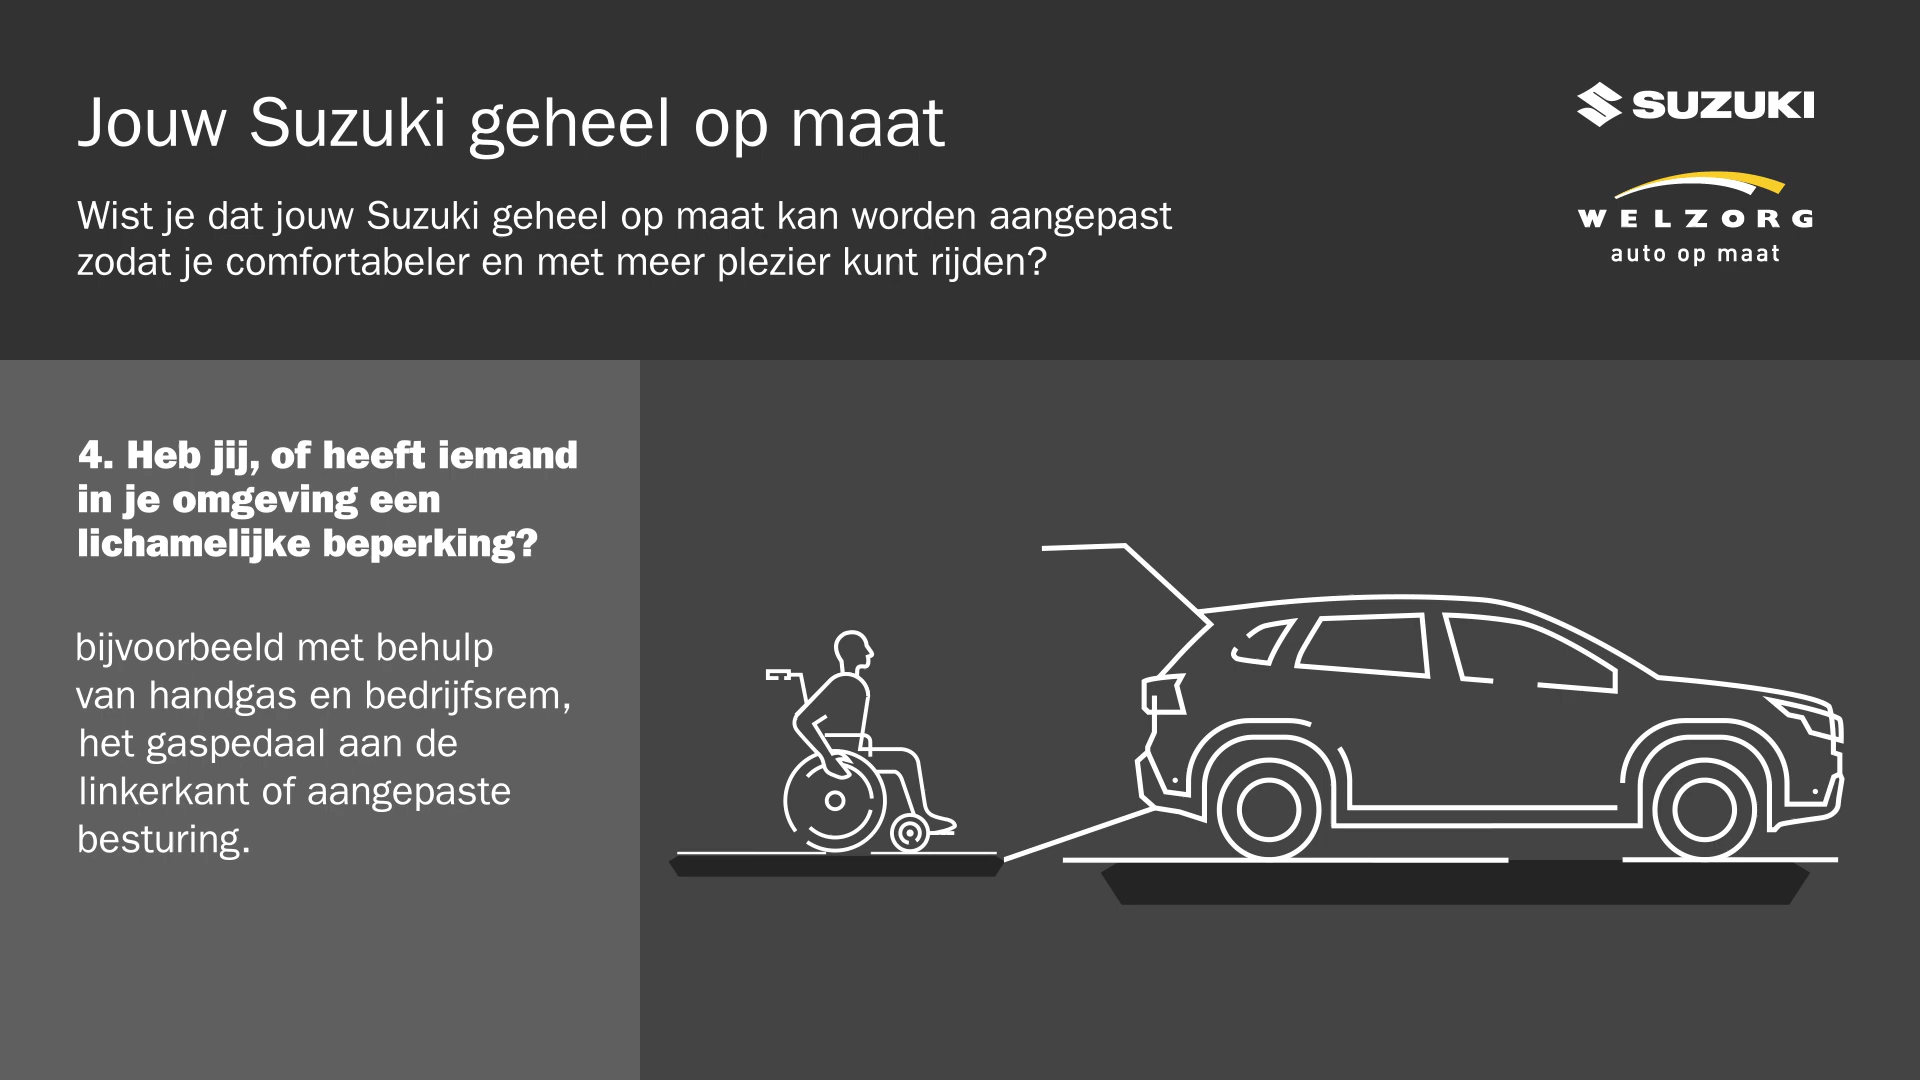 Jouw Suzuki geheel op maat
Wist je dat jouw Suzuki geheel op maat kan worden aangepast
zodat je comfortabeler en met meer plezier kunt rijden?
SUZUKI
WELZORG
auto op maat
4. Heb jij, of heeft iemand
in je omgeving een
lichamelijke beperking?
bijvoorbeeld met behulp
van handgas en bedrijfsrem,
het gaspedaal aan de
linkerkant of aangepaste
besturing.